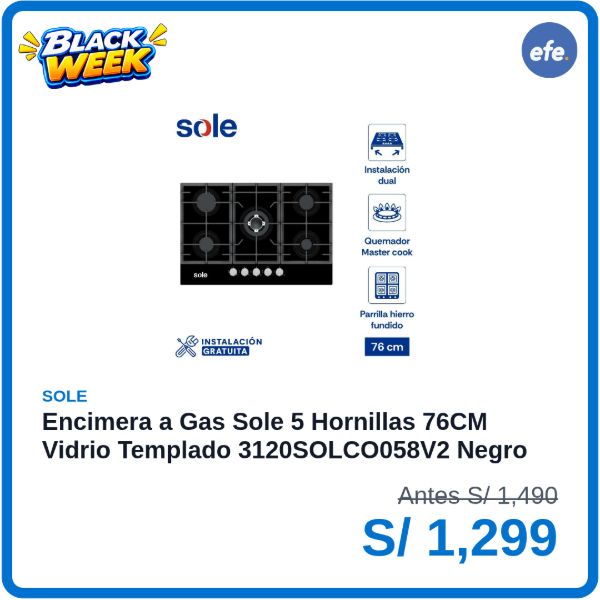 BLACK
WEEK
efe.
sole
Instalación
dual
Quemador
Master cook
sole
Parrilla hierro
fundido
INSTALACIÓN
GRATUITA
76 cm
SOLE
Encimera a Gas Sole 5 Hornillas 76CM
Vidrio Templado 3120SOLCO058V2 Negro
Antes S/ 1,490
S/ 1,299